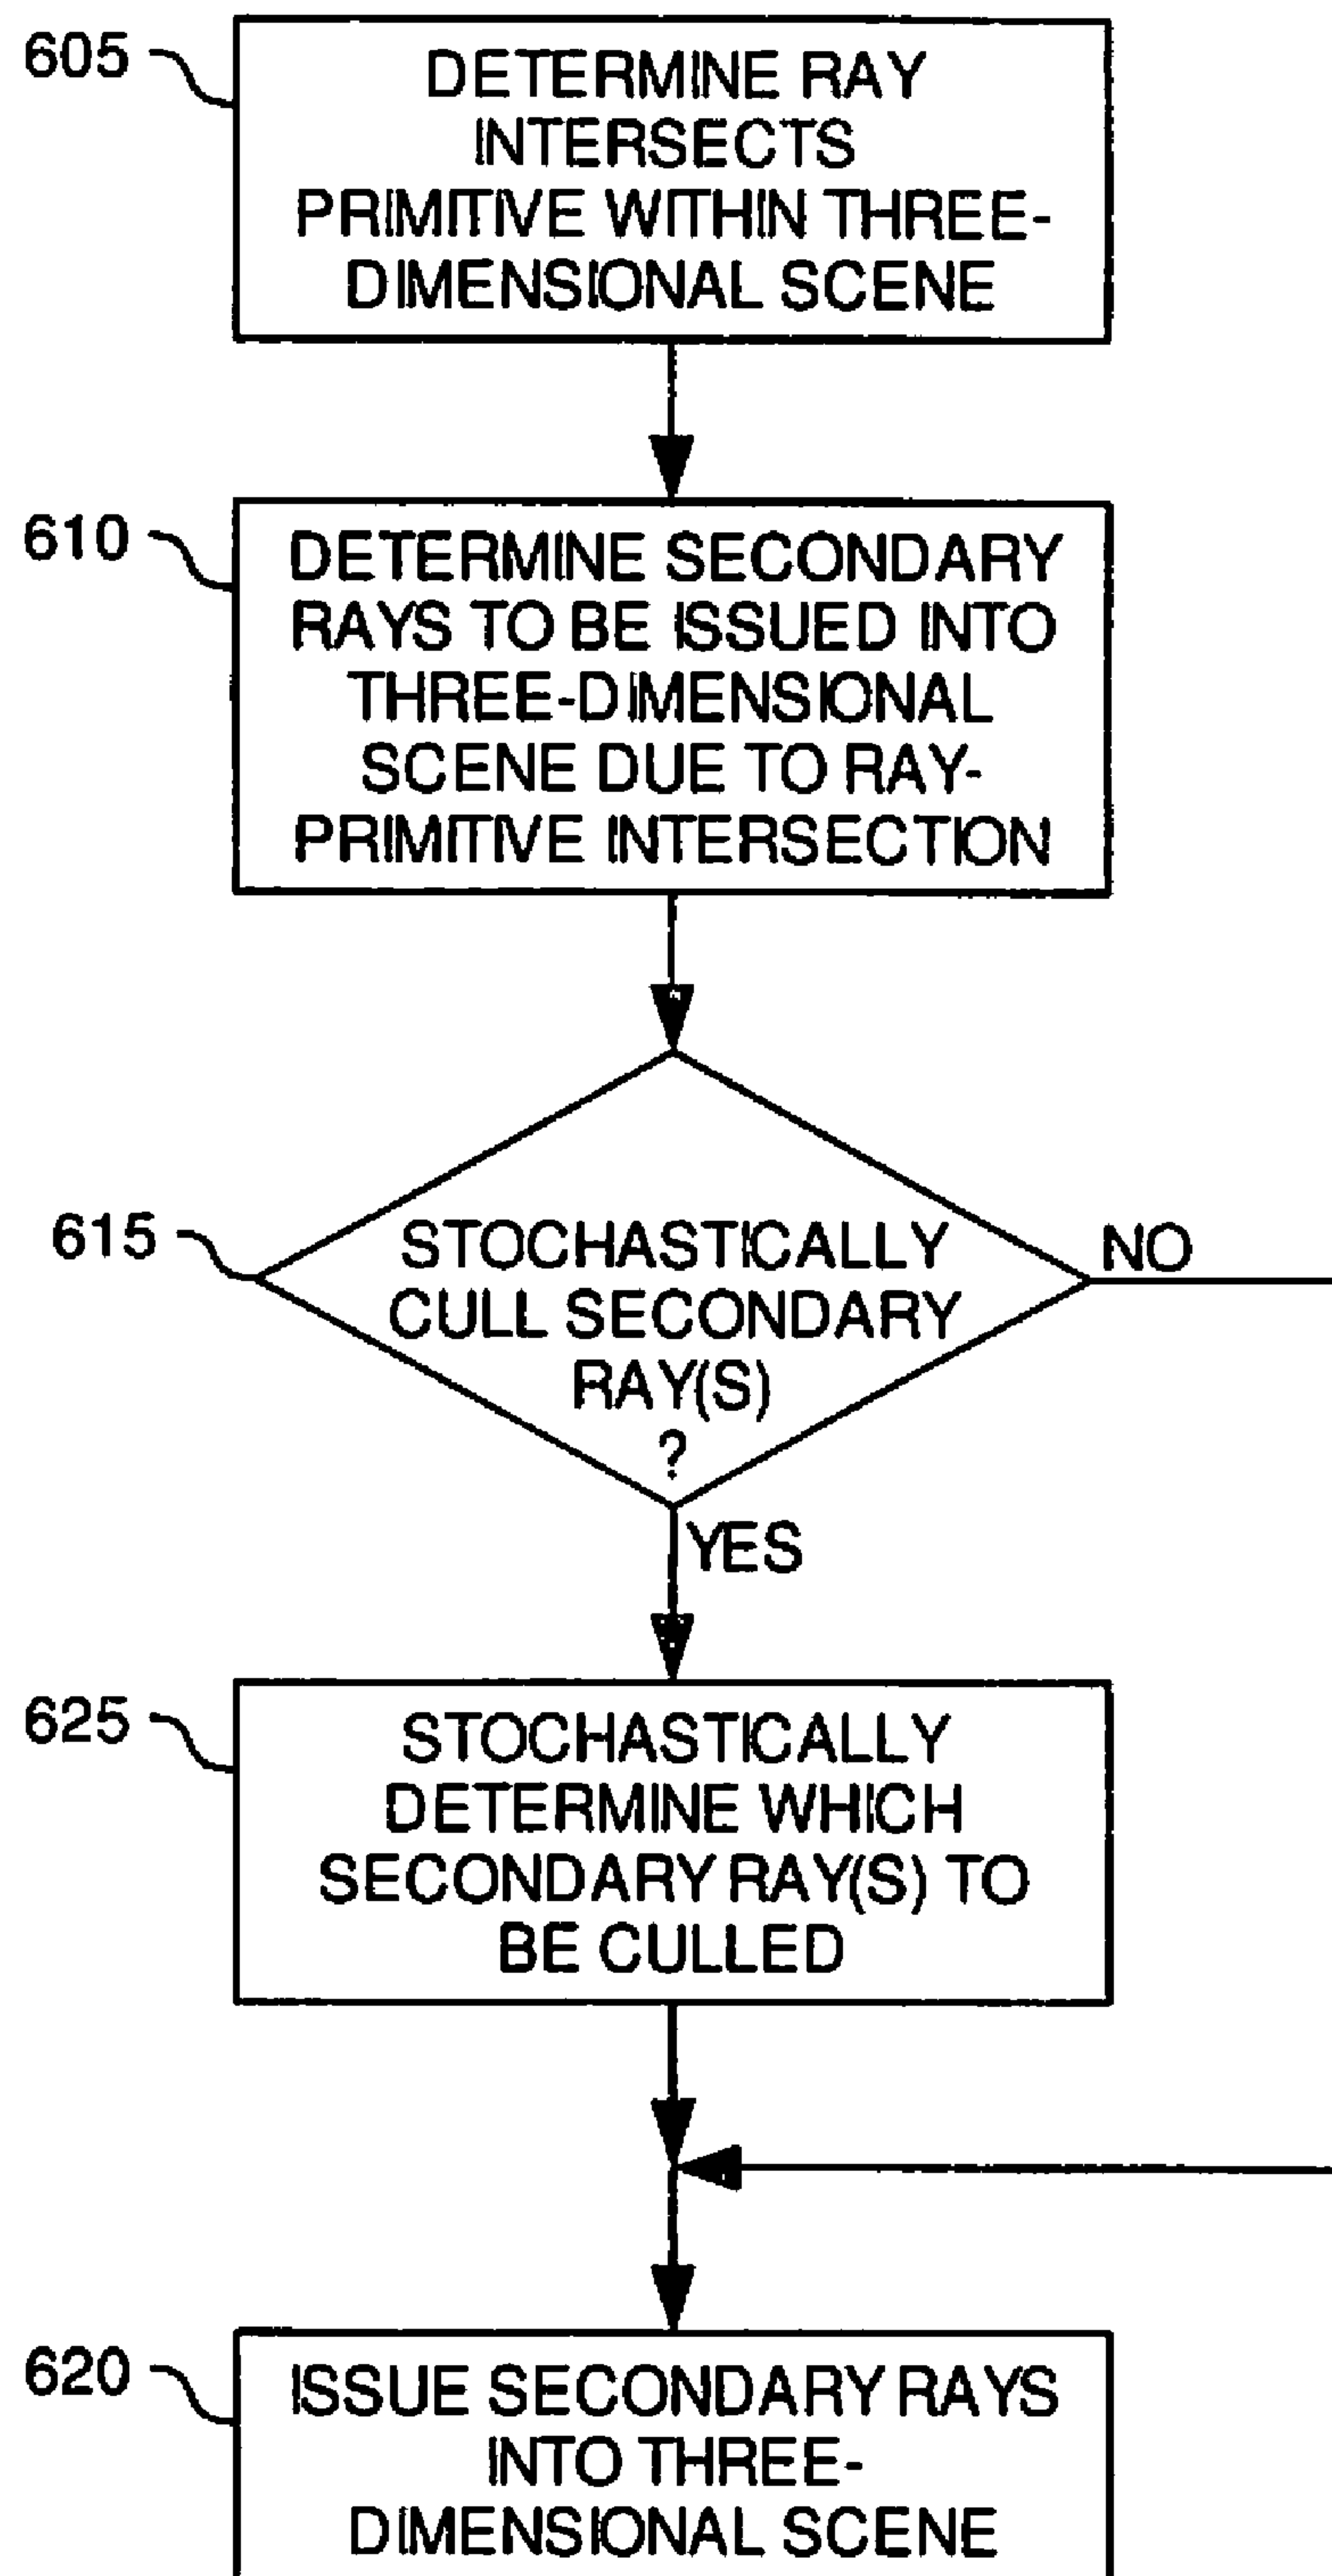 605
DETERMINE RAY
INTERSECTS
PRIMITIVE WITHIN THREE-
DIMENSIONAL SCENE
610
DETERMINE SECONDARY
RAYS TO BE ISSUED INTO
THREE-DIMENSIONAL
SCENE DUE TO RAY-
PRIMITIVE INTERSECTION
615
STOCHASTICALLY
CULL SECONDARY
RAY(S)
?
NO
YES
625
STOCHASTICALLY
DETERMINE WHICH
SECONDARY RAY(S) TO
BE CULLED
620
ISSUE SECONDARY RAYS
INTO THREE-
DIMENSIONAL SCENE